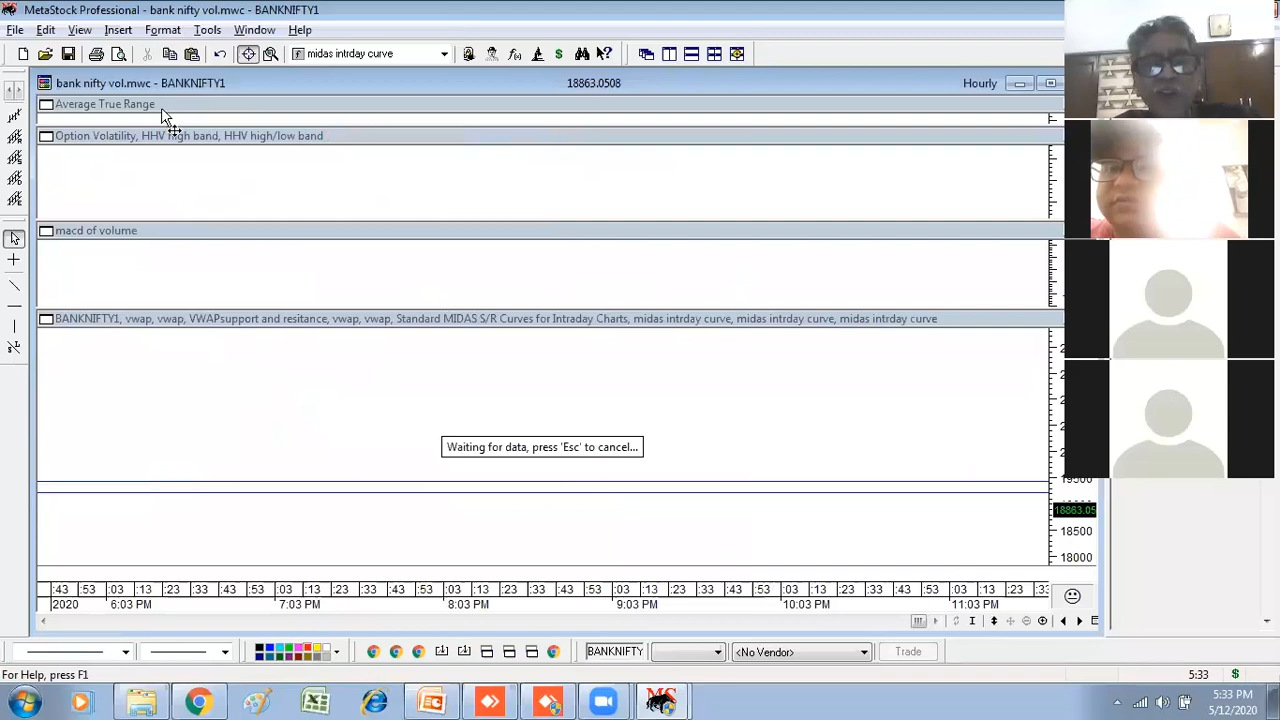 MetaStock Professional - bank nifty vol.mwc - BANKNIFTY1
File Edit View Insert Format Tools Window Help
midas intrday curve
bank nifty vol.mwc - BANKNIFTY1 18863.0508 Hourly
Average True Range
Option Volatility, HHV high band, HHV high/low band
macd of volume
BANKNIFTY1, vwap, vwap, VWAPsupport and resitance, vwap, vwap, Standard MIDAS S/R Curves for Intraday Charts, midas intrday curve, midas intrday curve, midas intrday curve
Waiting for data, press 'Esc' to cancel...
19500
18863.05
18500
18000
:43 :53 :03 :13 :23 :43 :53 :03 :13 :23 :43 :53 :03 :13 :23 :33 :43 :53 :03 :13 :23 :33 :43 :53 :03 :13 :23 :33 :43 :53 :03 :13 :23 :33
2020 6:03 PM 7:03 PM 8:03 PM 9:03 PM 10:03 PM 11:03 PM
BANKNIFTY <No Vendor> Trade
For Help, press F1 5:33
5:33 PM
5/12/2020